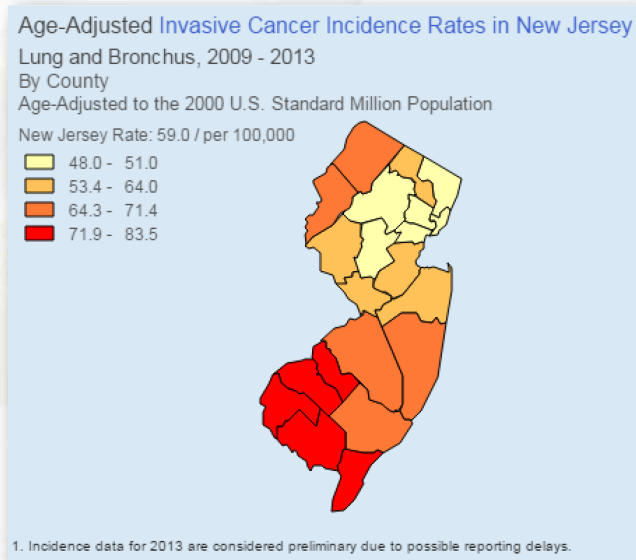 Age-Adjusted Invasive Cancer Incidence Rates in New Jersey
Lung and Bronchus, 2009 - 2013
By County
Age-Adjusted to the 2000 U.S. Standard Million Population
New Jersey Rate: 59.0 / per 100,000
48.0 - 51.0
53.4 - 64.0
64.3 - 71.4
71.9 - 83.5
1. Incidence data for 2013 are considered preliminary due to possible reporting delays.